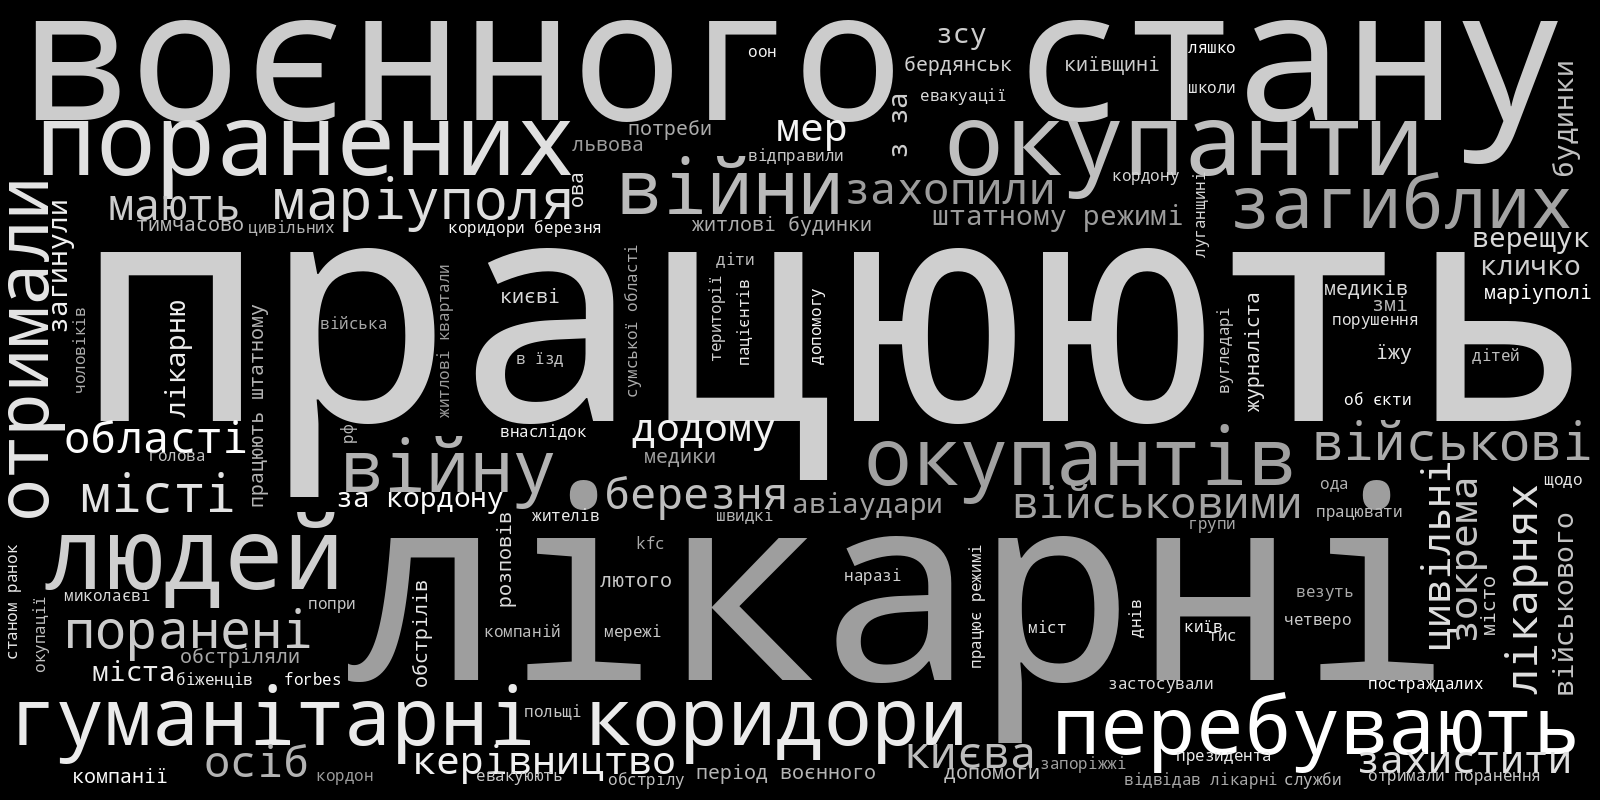 воєнного стану
оон
зсу
ляшко
бердянськ
київщині
школи
евакуації
будинки
з за
поранених
потреби
львова
мер
відправили
окупанти
мають
маріуполя
ова
війни
захопили
кордону
луганщині
загиблих
тимчасово
цивільних
коридори березня
житлові будинки
штатному режимі
верещук
кличко
маріуполі
отримали
загинули
працюють
чоловіків
лікарню
працюють штатному
війська
житлові квартали
києві
в їзд
сумської області
діти
території
пацієнтів
допомогу
вугледарі
журналіста
медиків
змі
порушення
їжу
дітей
об єкти
області
голова
рф
війну
внаслідок
додому
медики
окупантів
військові
місті
за кордону
березня
авіаудари
військовими
ода
працювати
щодо
жителів
швидкі
групи
людей
лікарні
розповів
kfc
лютого
наразі
працює режимі
днів
міст
київ
тис
везуть
четверо
цивільні
зокрема
місто
лікарнях
військового
станом ранок
окупації
миколаєві
попри
поранені
обстрілів
компаній
мережі
обстріляли
міста
біженців
forbes
застосували
постраждалих
гуманітарні коридори
польщі
перебувають
компанії
осіб
кордон
керівництво
евакуюють
обстрілу
період воєнного
києва
допомоги
запоріжжі
президента
відвідав лікарні
служби
захистити
отримали поранення